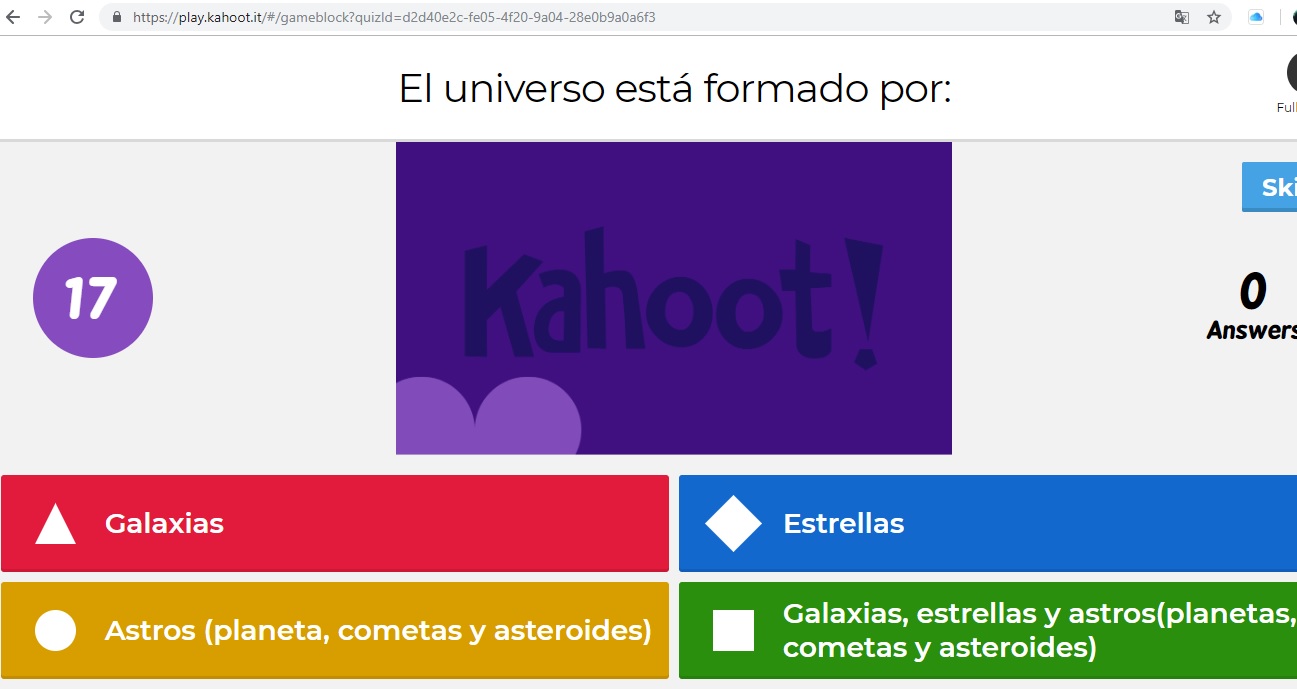 https://play.kahoot.it/#/gameblock?quizId=d2d40e2c-fe05-4f20-9a04-28e0b9a0a6f3
El universo está formado por:
Full
Ski
17
Kahoot!
0
Answers
Galaxias
Estrellas
Astros (planeta, cometas y asteroides)
Galaxias, estrellas y astros(planetas,
cometas y asteroides)